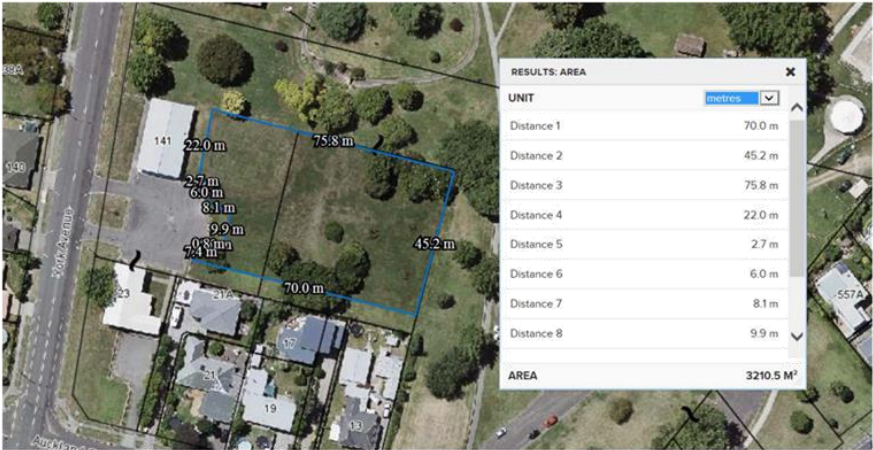 38A
140
York Avenue
141
22.0 m
75.8 m
2.7 m
6.0 m
8.1 m
9.9 m
0.8 m
7.4 m
45.2 m
70.0 m
23
21A
17
21
19
13
557A
RESULTS: AREA
UNIT metres
Distance 1 70.0 m
Distance 2 45.2 m
Distance 3 75.8 m
Distance 4 22.0 m
Distance 5 2.7 m
Distance 6 6.0 m
Distance 7 8.1 m
Distance 8 9.9 m
AREA 3210.5 M²